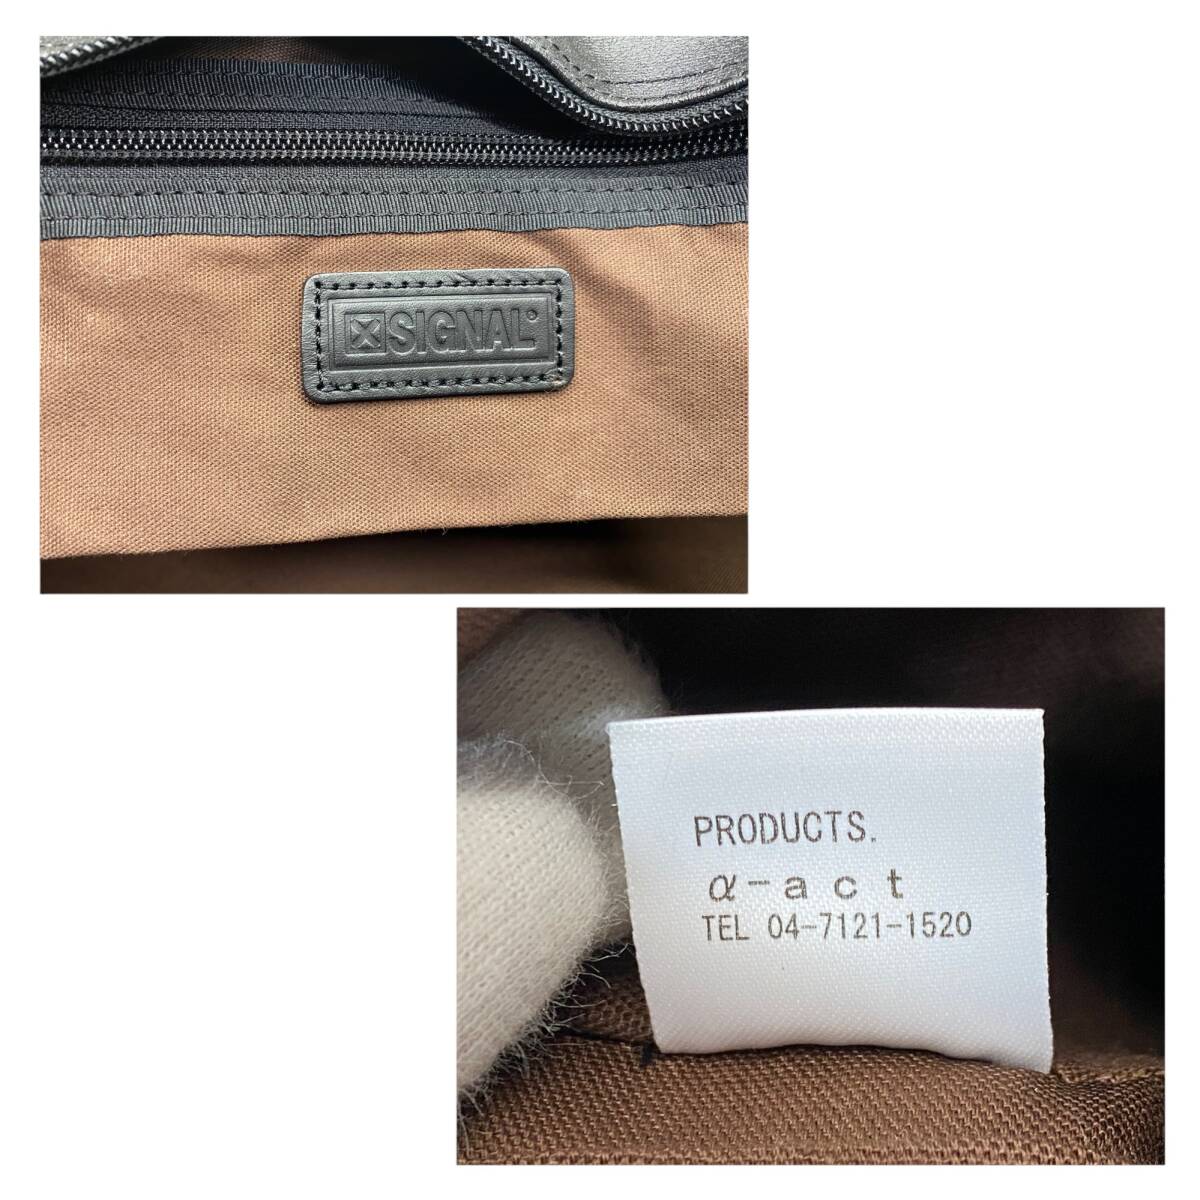 SIGNAL
PRODUCTS.
α-act
TEL 04-7121-1520